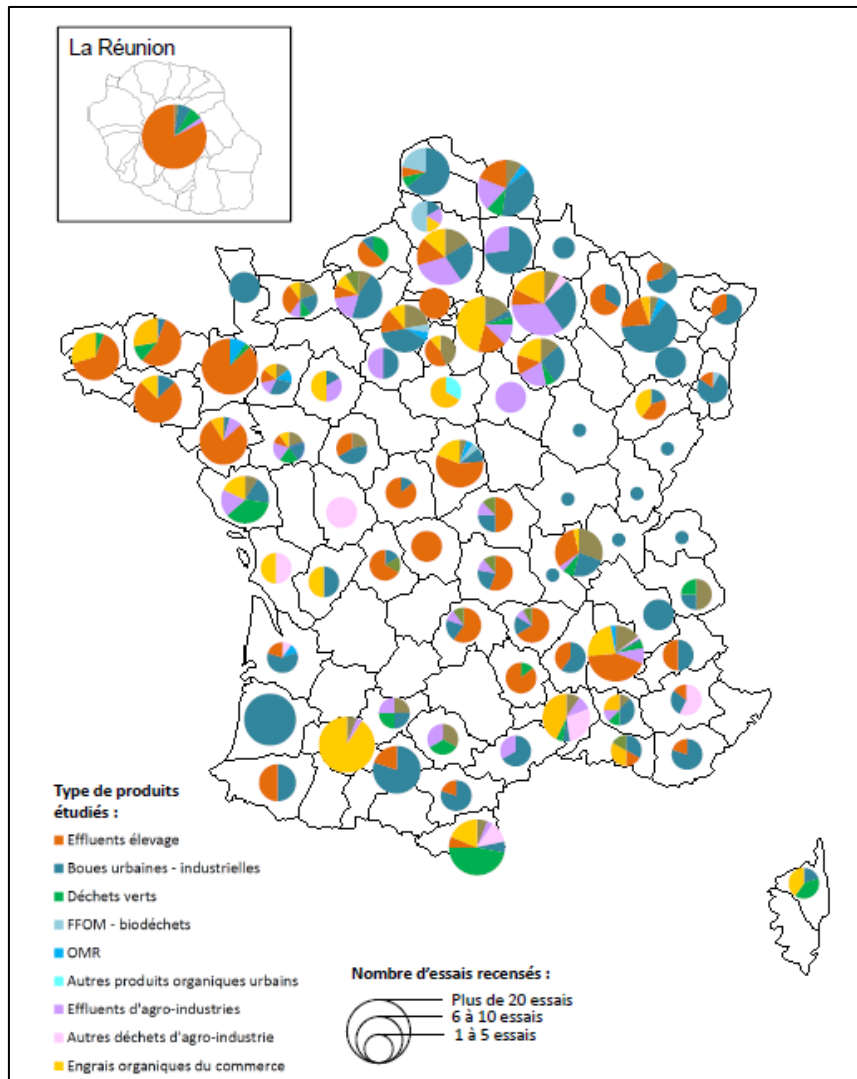 La Réunion
Type de produits
étudiés :
Effluents élevage
Boues urbaines - industrielles
Déchets verts
FFOM - biodéchets
OMR
Autres produits organiques urbains
Effluents d'agro-industries
Autres déchets d'agro-industrie
Engrais organiques du commerce
Nombre d'essais recensés :
Plus de 20 essais
6 à 10 essais
1 à 5 essais